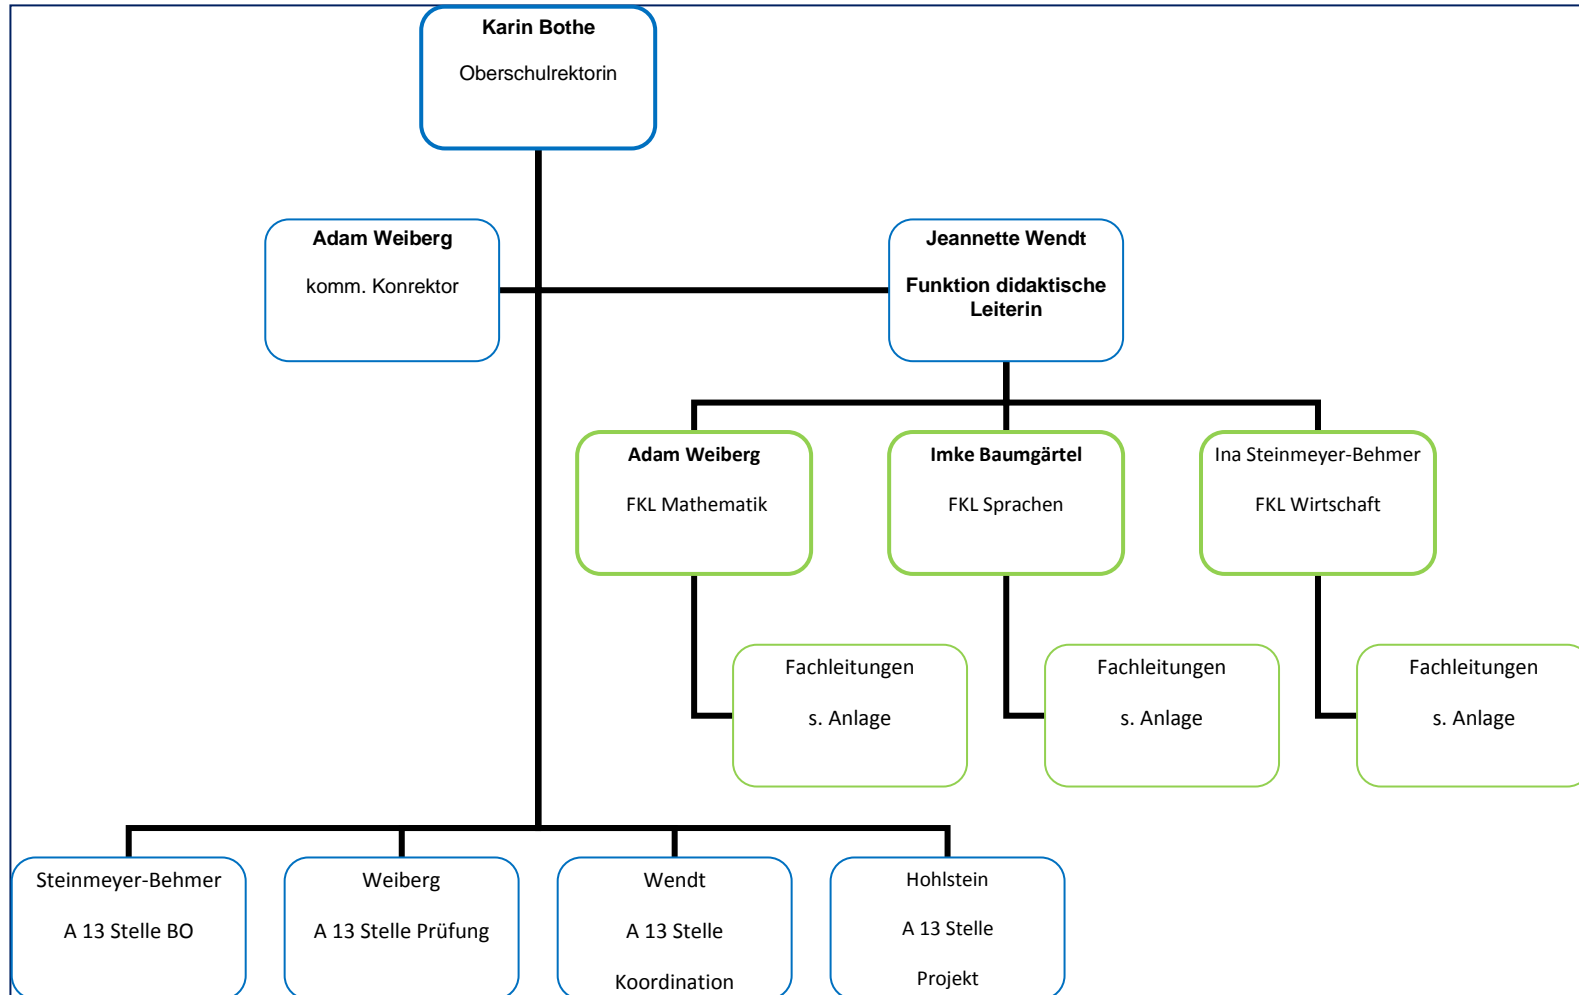 Karin Bothe
Oberschulrektorin
Adam Weiberg
komm. Konrektor
Jeannette Wendt
Funktion didaktische
Leiterin
Adam Weiberg
FKL Mathematik
Imke Baumgärtel
FKL Sprachen
Ina Steinmeyer-Behmer
FKL Wirtschaft
Fachleitungen
s. Anlage
Fachleitungen
s. Anlage
Fachleitungen
s. Anlage
Steinmeyer-Behmer
A 13 Stelle BO
Weiberg
A 13 Stelle Prüfung
Wendt
A 13 Stelle
Koordination
Hohlstein
A 13 Stelle
Projekt